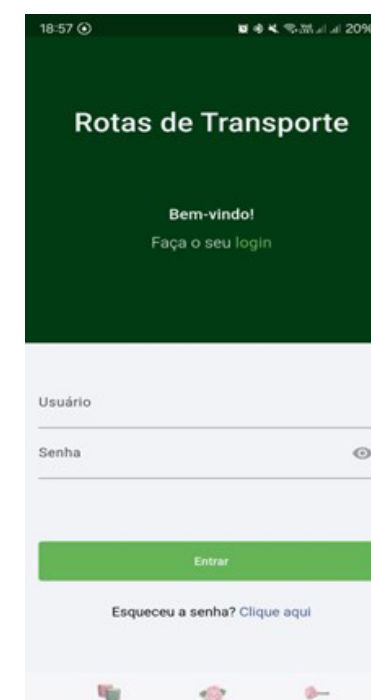 18:57
20%
Rotas de Transporte
Bem-vindo!
Faça o seu login
Usuário
Senha
Entrar
Esqueceu a senha? Clique aqui